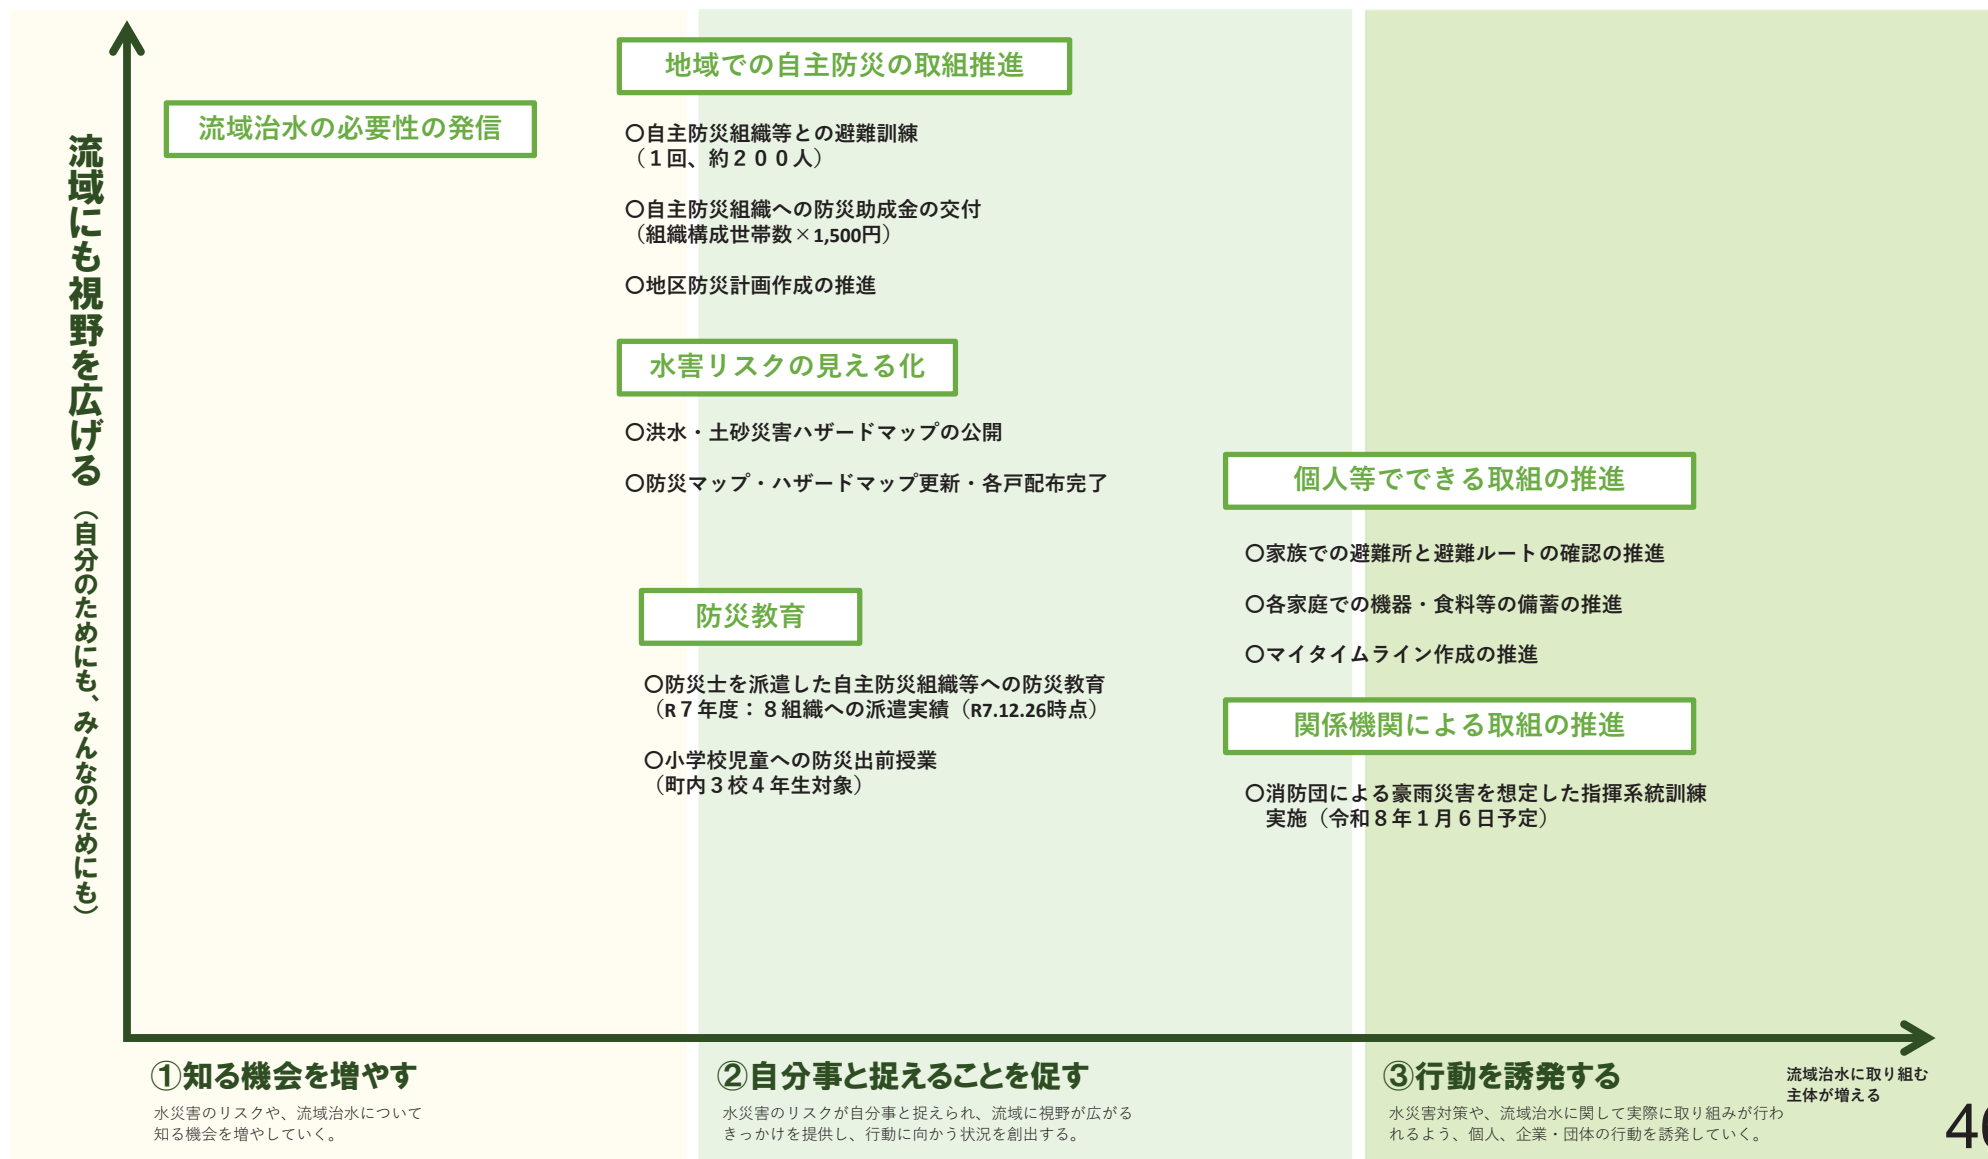 流域にも視野を広げる（自分のためにも、みんなのためにも）
流域治水の必要性の発信
地域での自主防災の取組推進
〇自主防災組織等との避難訓練
（１回、約２００人）
〇自主防災組織への防災助成金の交付
（組織構成世帯数×1,500円）
〇地区防災計画作成の推進
水害リスクの見える化
〇洪水・土砂災害ハザードマップの公開
〇防災マップ・ハザードマップ更新・各戸配布完了
防災教育
〇防災士を派遣した自主防災組織等への防災教育
（R７年度：８組織への派遣実績（R7.12.26時点）
〇小学校児童への防災出前授業
（町内３校４年生対象）
個人等でできる取組の推進
〇家族での避難所と避難ルートの確認の推進
〇各家庭での機器・食料等の備蓄の推進
〇マイタイムライン作成の推進
関係機関による取組の推進
〇消防団による豪雨災害を想定した指揮系統訓練
実施（令和８年１月６日予定）
①知る機会を増やす
水災害のリスクや、流域治水について
知る機会を増やしていく。
②自分事と捉えることを促す
水災害のリスクが自分事と捉えられ、流域に視野が広がる
きっかけを提供し、行動に向かう状況を創出する。
③行動を誘発する
水災害対策や、流域治水に関して実際に取り組みが行わ
れるよう、個人、企業・団体の行動を誘発していく。
流域治水に取り組む
主体が増える